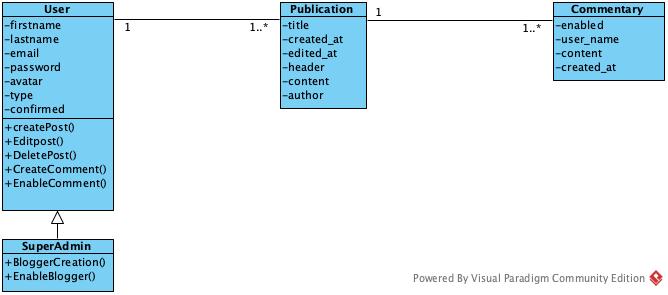 User
-firstname
-lastname
-email
-password
-avatar
-type
-confirmed
+createPost()
+Editpost()
+DeletePost()
+CreateComment()
+EnableComment()
1
1..*
Publication
-title
-created_at
-edited_at
-header
-content
-author
1
1..*
Commentary
-enabled
-user_name
-content
-created_at
SuperAdmin
+BloggerCreation()
+EnableBlogger()
Powered By Visual Paradigm Community Edition